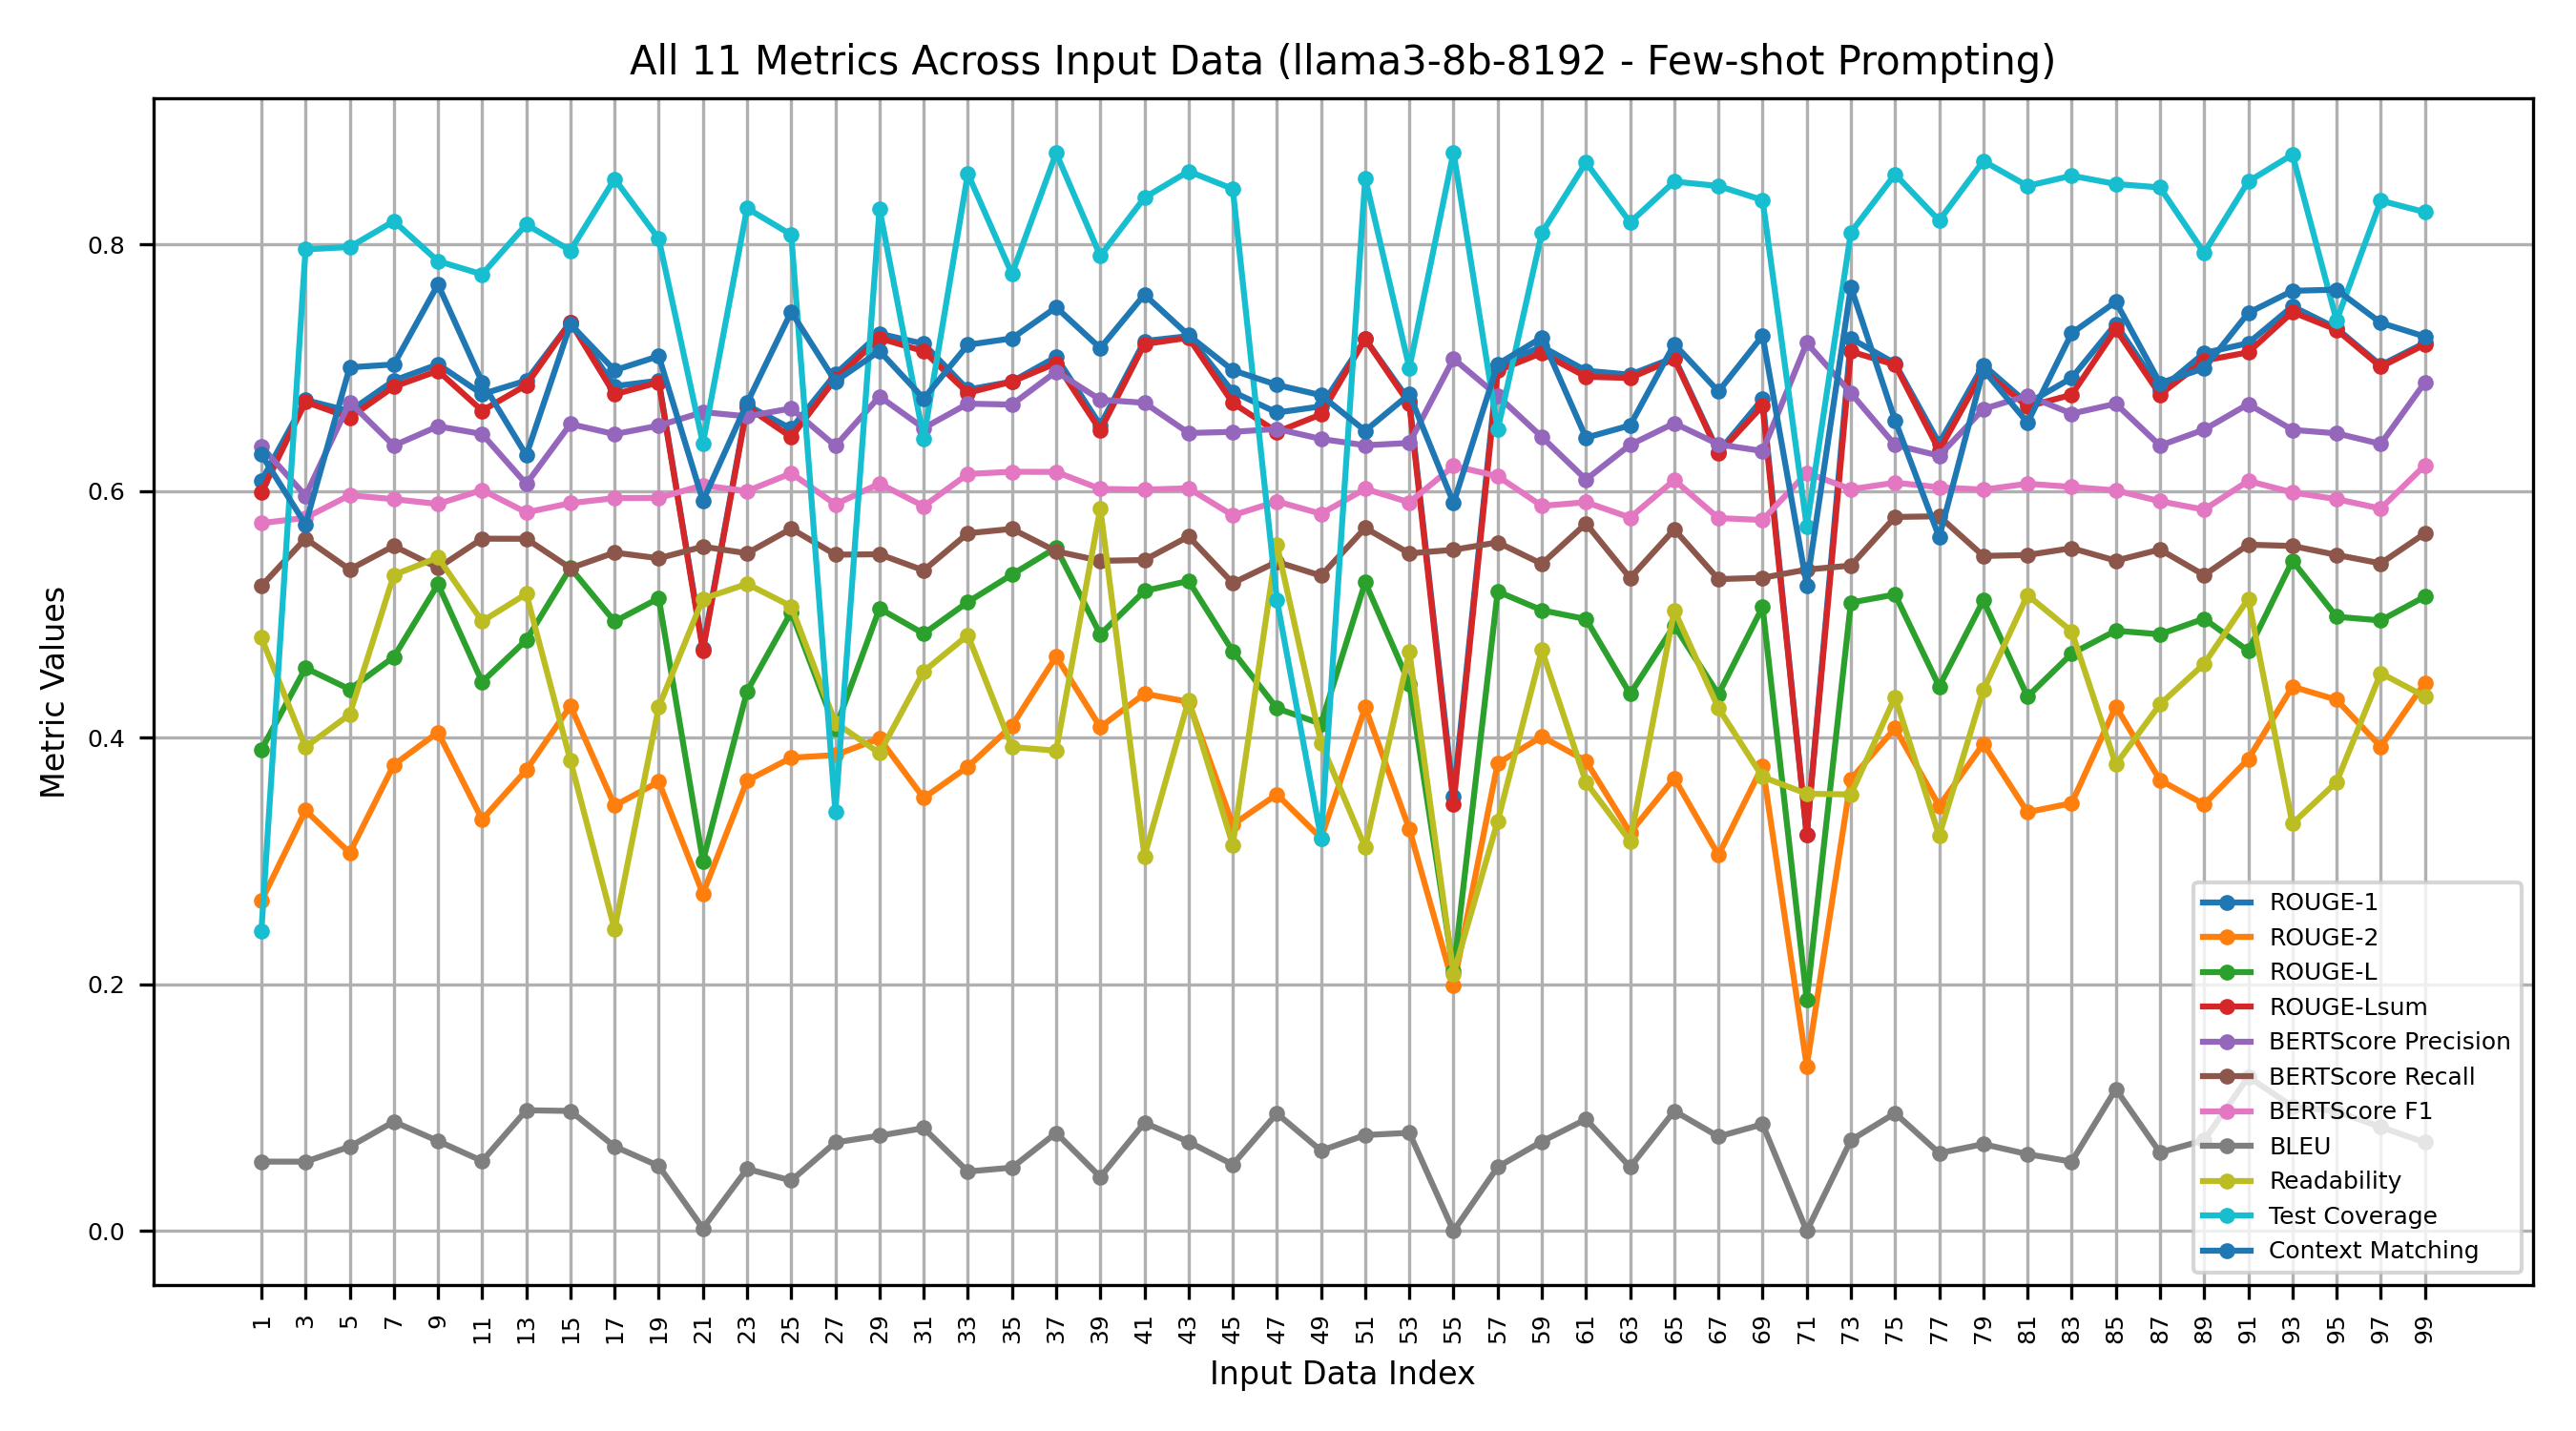 All 11 Metrics Across Input Data (llama3-8b-8192 - Few-shot Prompting)
Metric Values
0.8
0.6
0.4
0.2
0.0
ROUGE-1
ROUGE-2
ROUGE-L
ROUGE-Lsum
BERTScore Precision
BERTScore Recall
BERTScore F1
BLEU
Readability
Test Coverage
Context Matching
1 3 5 7 9 11 13 15 17 19 21 23 25 27 29 31 33 35 37 39 41 43 45 47 49 51 53 55 57 59 61 63 65 67 69 71 73 75 77 79 81 83 85 87 89 91 93 95 97 99
Input Data Index